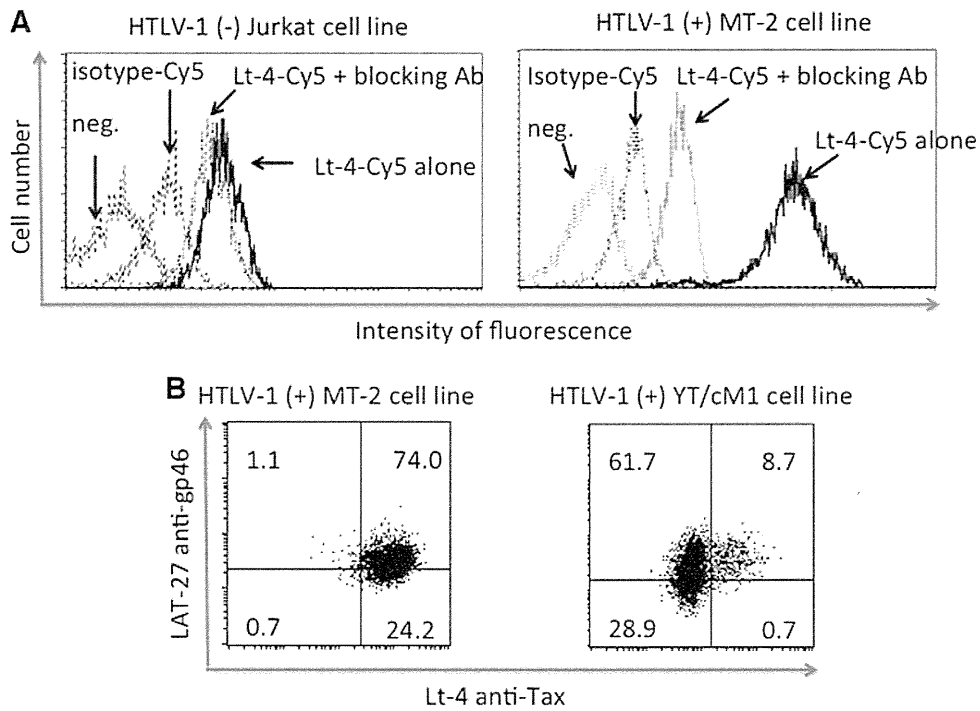 A
HTLV-1 (-) Jurkat cell line
HTLV-1 (+) MT-2 cell line
isotype-Cy5
Lt-4-Cy5 + blocking Ab
neg.
Lt-4-Cy5 alone
Isotype-Cy5
Lt-4-Cy5 + blocking Ab
neg.
Lt-4-Cy5 alone
Cell number
Intensity of fluorescence
B
HTLV-1 (+) MT-2 cell line
HTLV-1 (+) YT/cM1 cell line
1.1
74.0
0.7
24.2
61.7
8.7
28.9
0.7
LAT-27 anti-gp46
Lt-4 anti-Tax